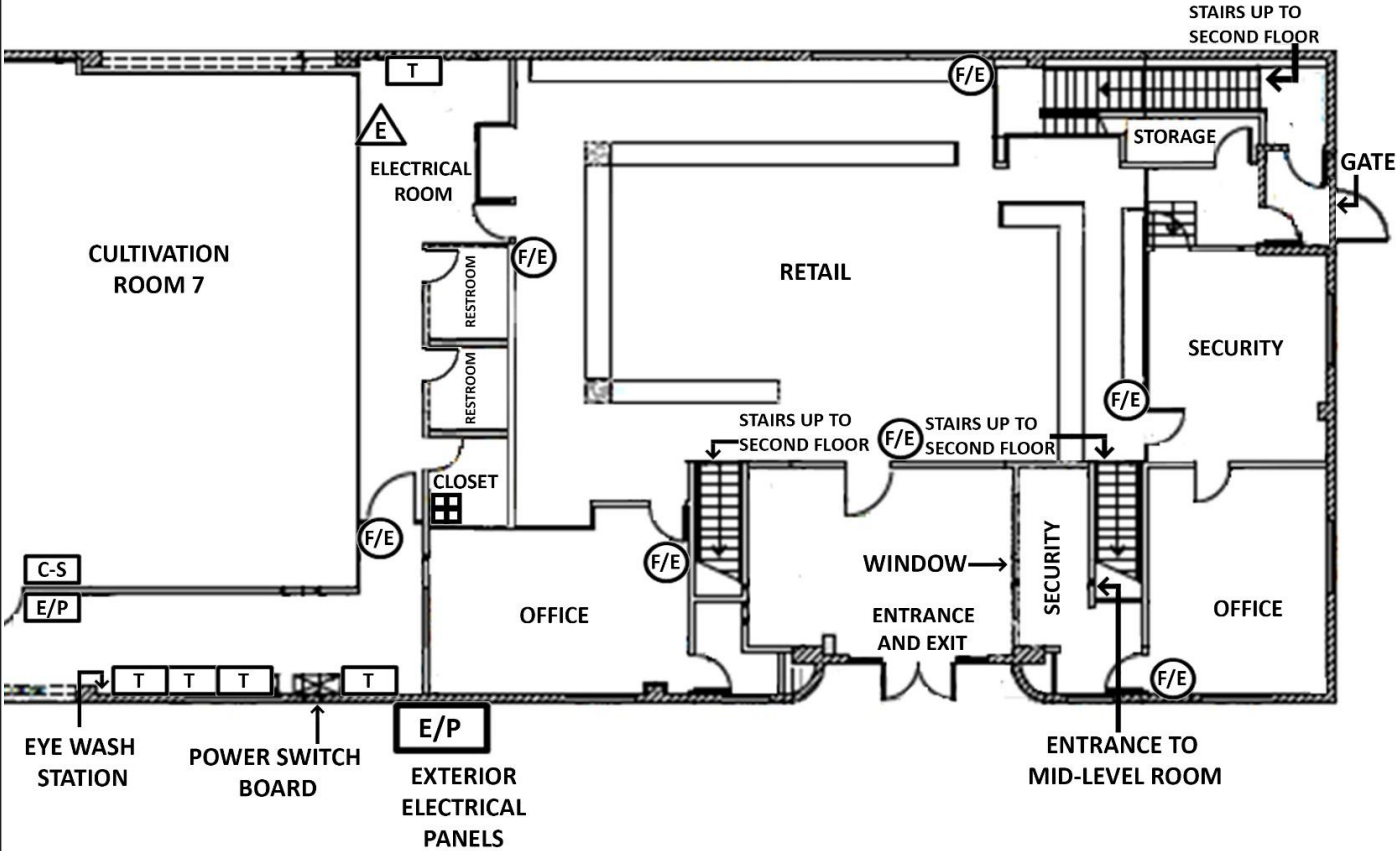 STAIRS UP TO
SECOND FLOOR
T
F/E
E
STORAGE
GATE
ELECTRICAL
ROOM
CULTIVATION
ROOM 7
F/E
RESTROOM
RETAIL
SECURITY
RESTROOM
F/E
STAIRS UP TO
SECOND FLOOR
F/E
STAIRS UP TO
SECOND FLOOR
CLOSET
F/E
F/E
C-S
E/P
OFFICE
WINDOW
SECURITY
ENTRANCE
AND EXIT
OFFICE
T
T
T
T
F/E
E/P
EYE WASH
STATION
POWER SWITCH
BOARD
EXTERIOR
ELECTRICAL
PANELS
ENTRANCE TO
MID-LEVEL ROOM